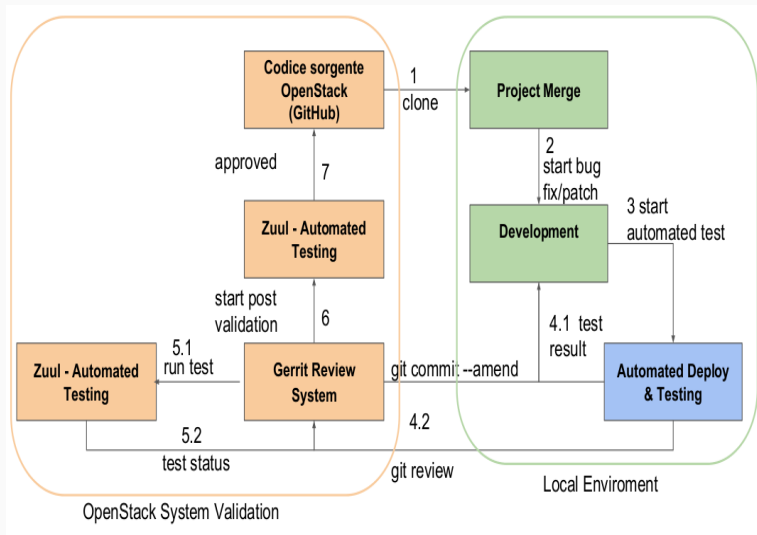 Codice sorgente
OpenStack
(GitHub)
1
clone
Project Merge
approved
7
2
start bug
fix/patch
Zuul - Automated
Testing
Development
3 start
automated test
start post
validation
6
4.1 test
result
5.1
run test
Zuul - Automated
Testing
Gerrit Review
System
git commit --amend
Automated Deploy
& Testing
5.2
test status
4.2
git review
Local Enviroment
OpenStack System Validation